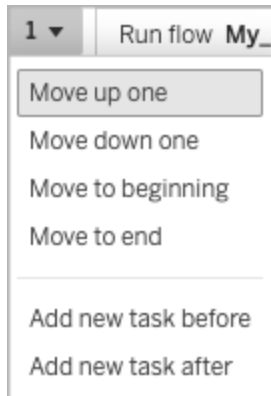 1 ▼ Run flow My_
Move up one
Move down one
Move to beginning
Move to end
Add new task before
Add new task after